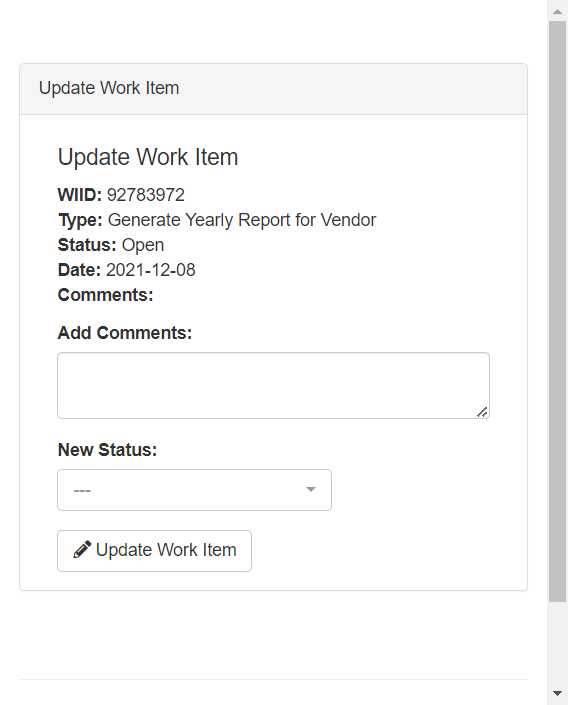 Update Work Item
Update Work Item
WIID: 92783972
Type: Generate Yearly Report for Vendor
Status: Open
Date: 2021-12-08
Comments:
Add Comments:
New Status:
---
Update Work Item